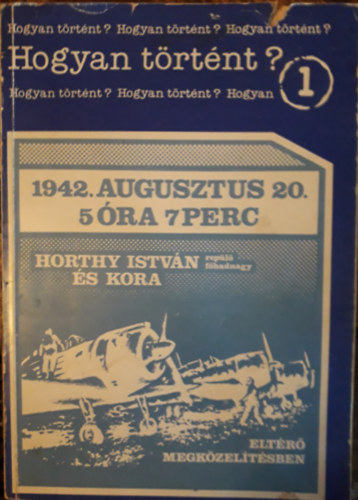 Hogyan történt? Hogyan történt? Hogyan történt?
Hogyan történt?
1
Hogyan történt? Hogyan történt? Hogyan
1942. AUGUSZTUS 20.
5 ÓRA 7 PERC
HORTHY ISTVÁN repülő főhadnagy
ÉS KORA
ELTÉRŐ
MEGKÖZELÍTÉSBEN